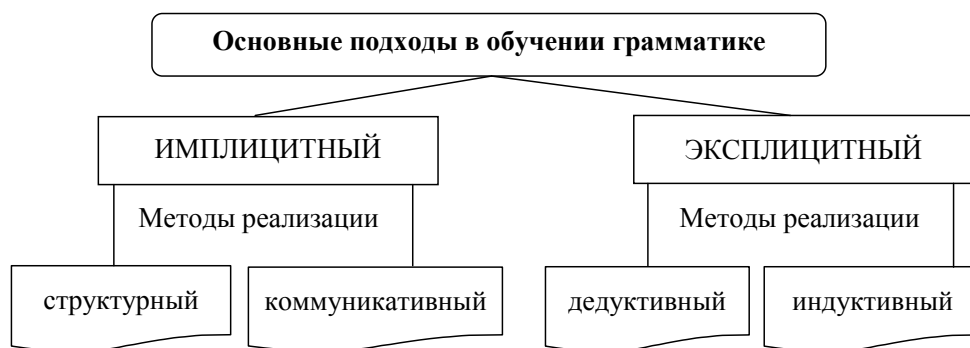 Основные подходы в обучении грамматике
ИМПЛИЦИТНЫЙ
ЭКСПЛИЦИТНЫЙ
Методы реализации
Методы реализации
структурный
коммуникативный
дедуктивный
индуктивный